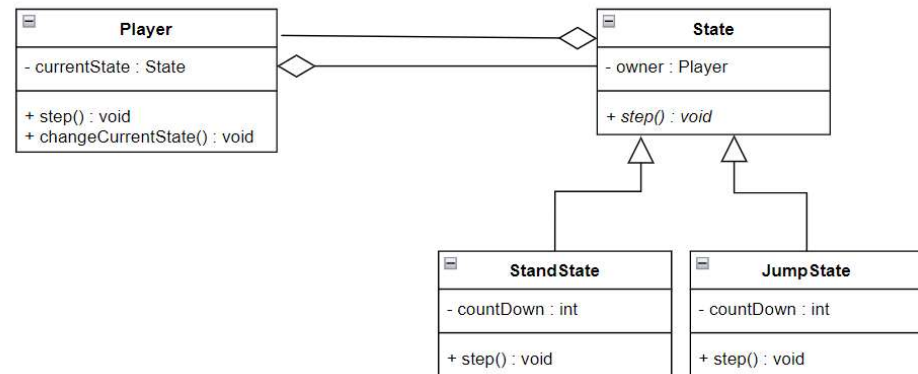 Player
- currentState : State
+ step() : void
+ changeCurrentState() : void
State
- owner : Player
+ step() : void
StandState
- countDown : int
+ step() : void
JumpState
- countDown : int
+ step() : void